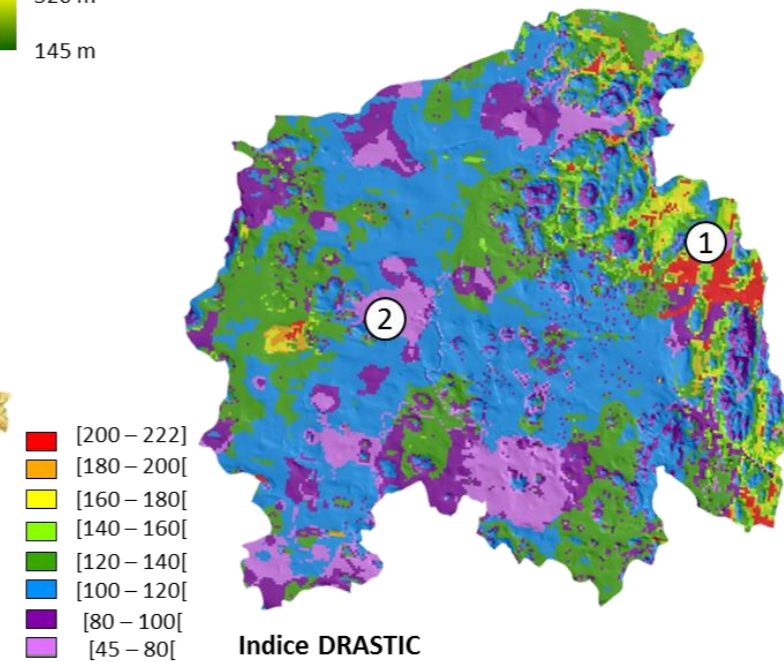 145 m
1
2
[200 – 222]
[180 – 200[
[160 – 180[
[140 – 160[
[120 – 140[
[100 – 120[
[80 – 100[
[45 – 80[
Indice DRASTIC